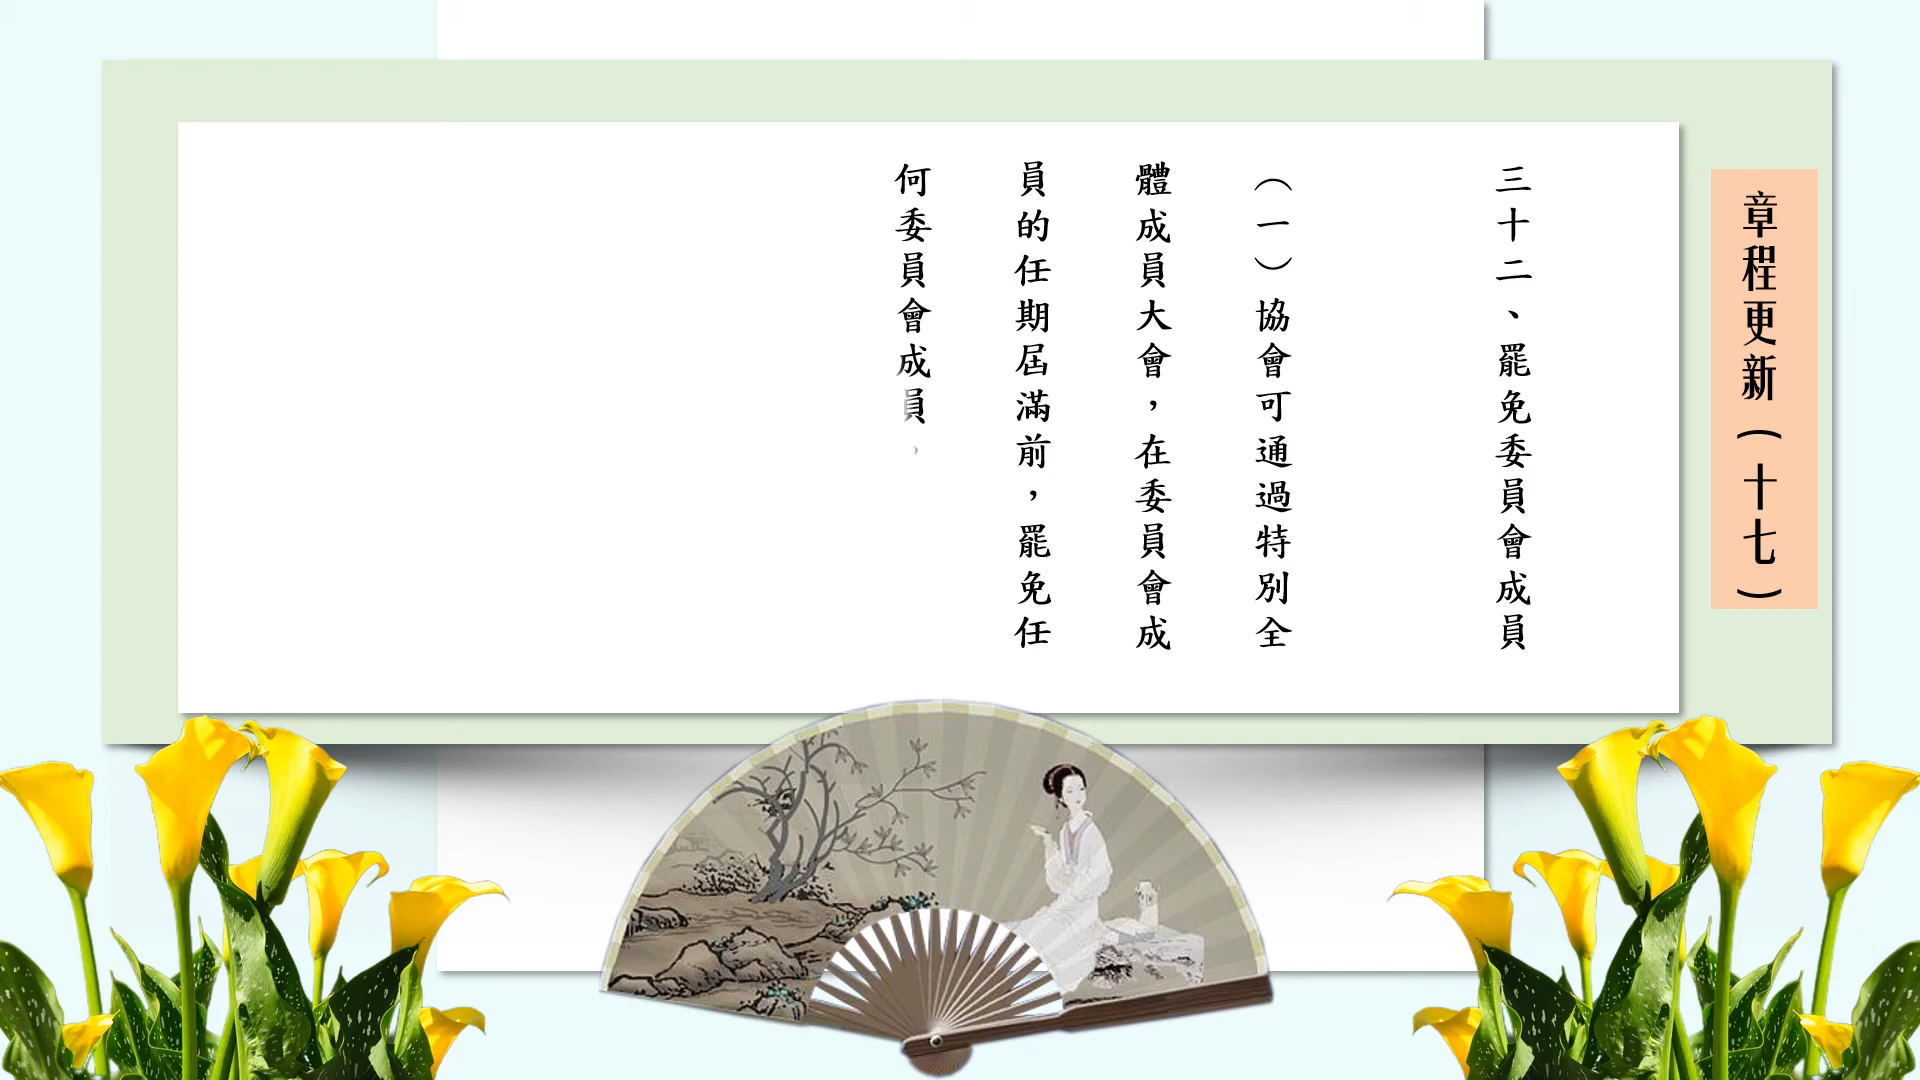 章程更新（十七）
三十二、罷免委員會成員
（一）協會可通過特別全
體成員大會，在委員會成
員的任期屆滿前，罷免任
何委員會成員，